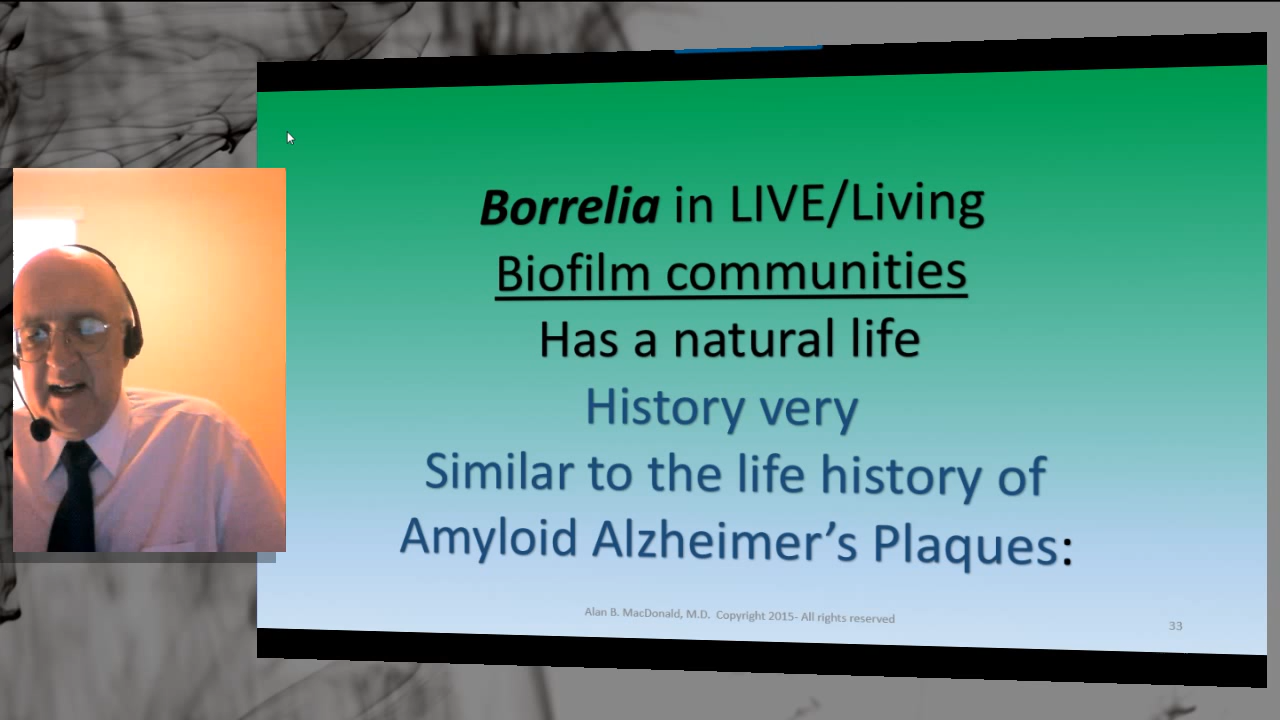 Borrelia in LIVE/Living
Biofilm communities
Has a natural life
History very
Similar to the life history of
Amyloid Alzheimer’s Plaques:
Alan B. MacDonald, M.D. Copyright 2015- All rights reserved
33